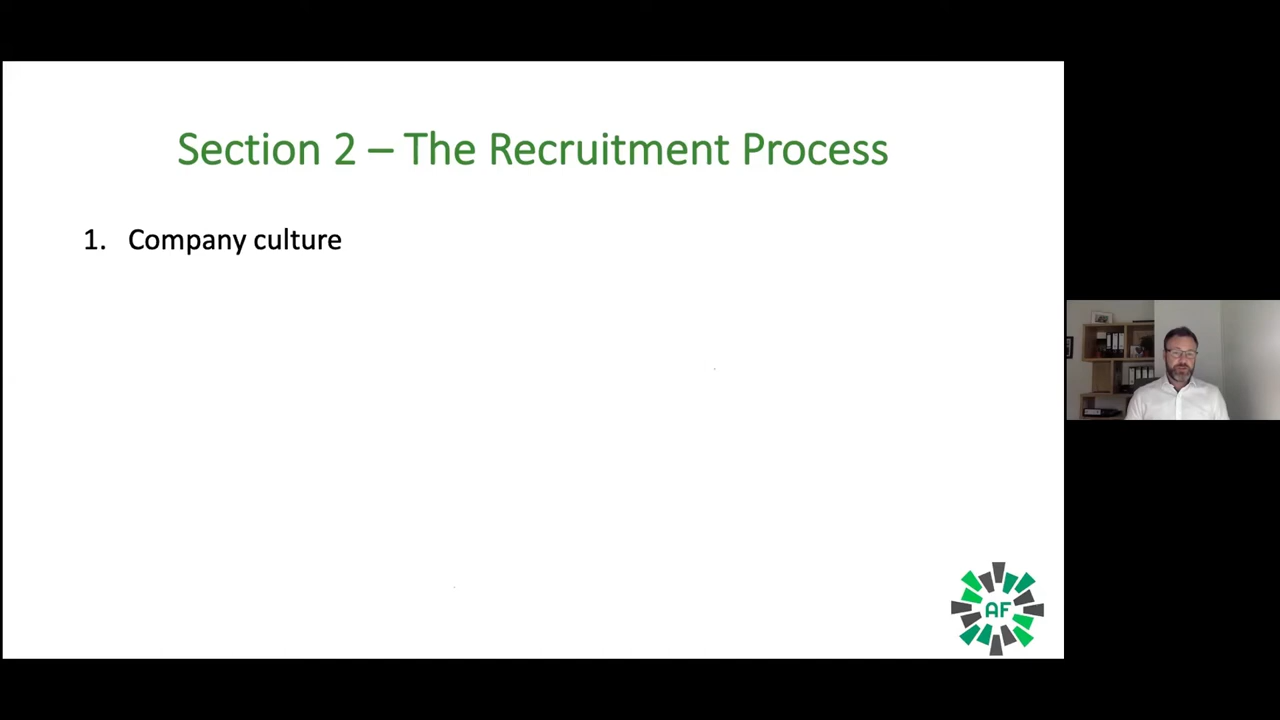 Section 2 – The Recruitment Process
1. Company culture
AF